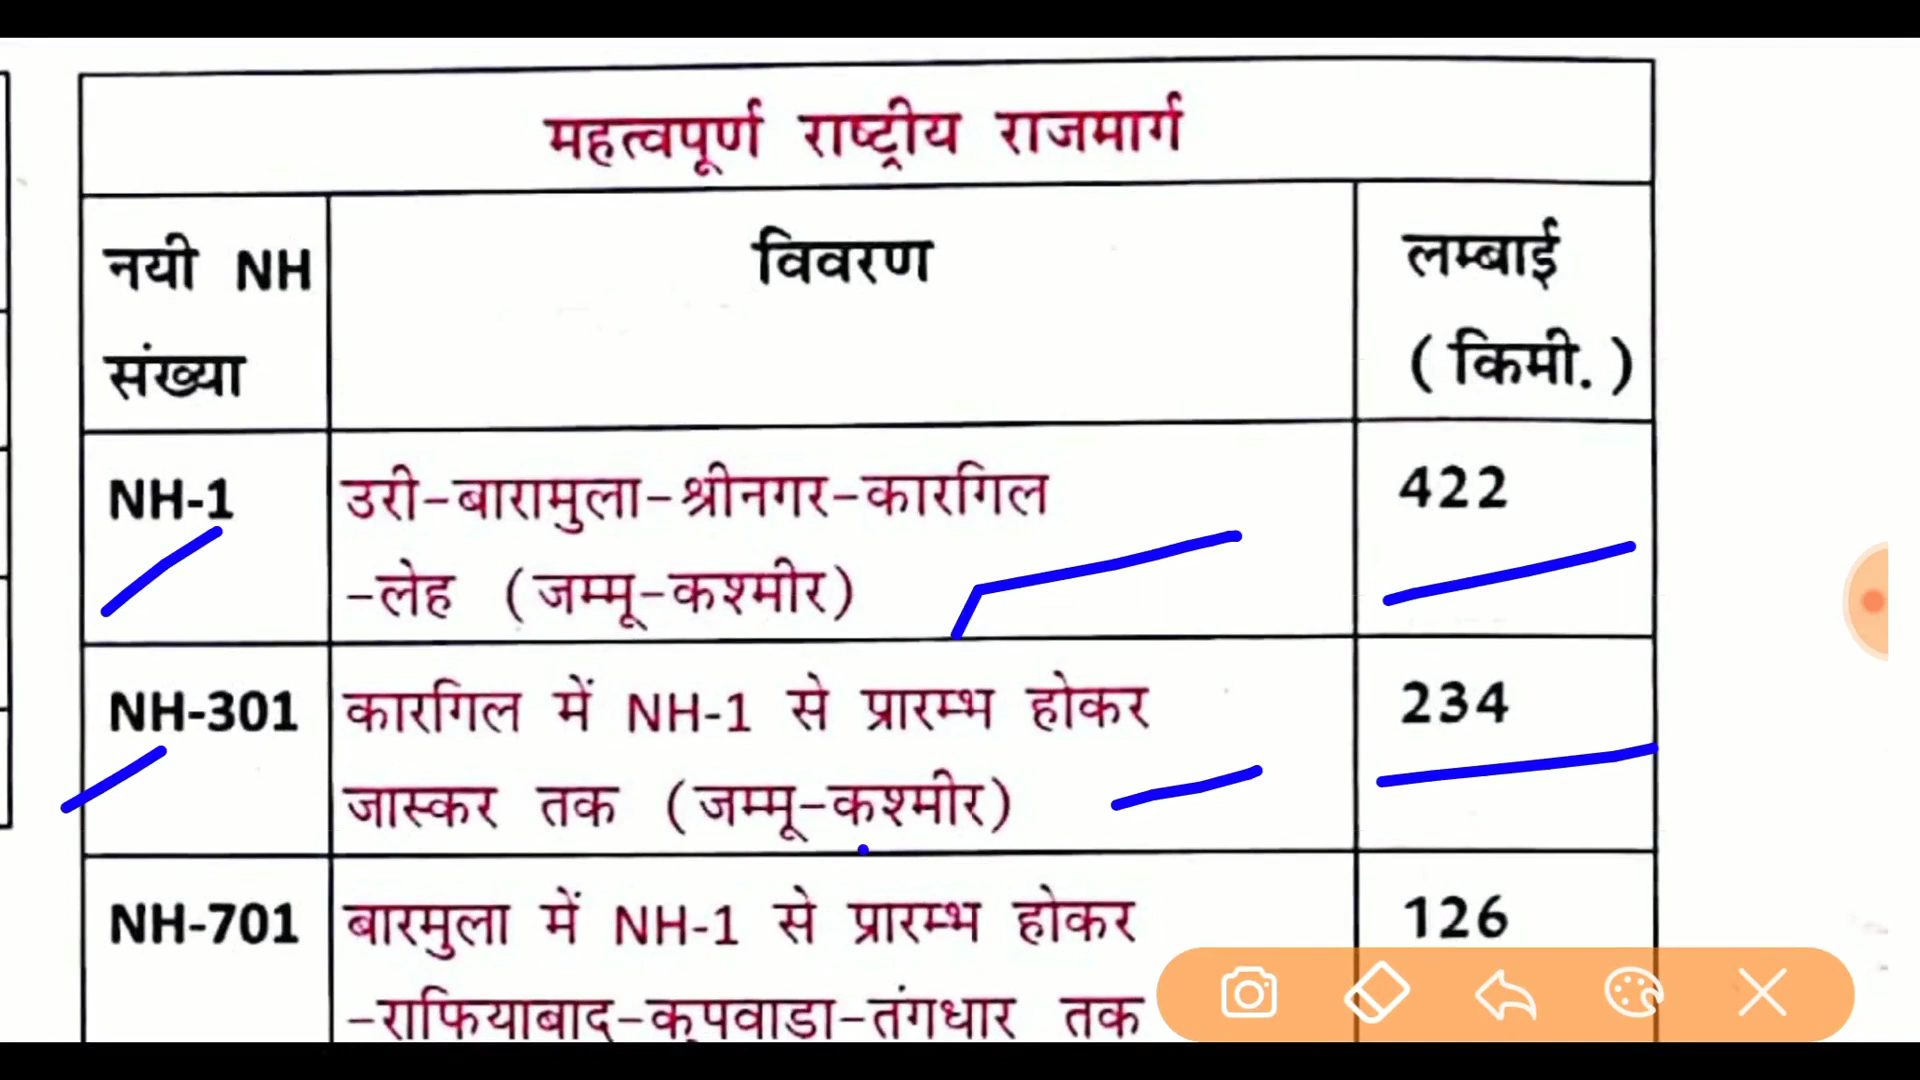 महत्वपूर्ण राष्ट्रीय राजमार्ग
नयी NH संख्या
विवरण
लम्बाई (किमी.)
NH-1
उरी-बारामुला-श्रीनगर-कारगिल
-लेह (जम्मू-कश्मीर)
422
NH-301
कारगिल में NH-1 से प्रारम्भ होकर
जास्कर तक (जम्मू-कश्मीर)
234
NH-701
बारमुला में NH-1 से प्रारम्भ होकर
-राफियाबाद-कुपवाडा-तंगधार तक
126